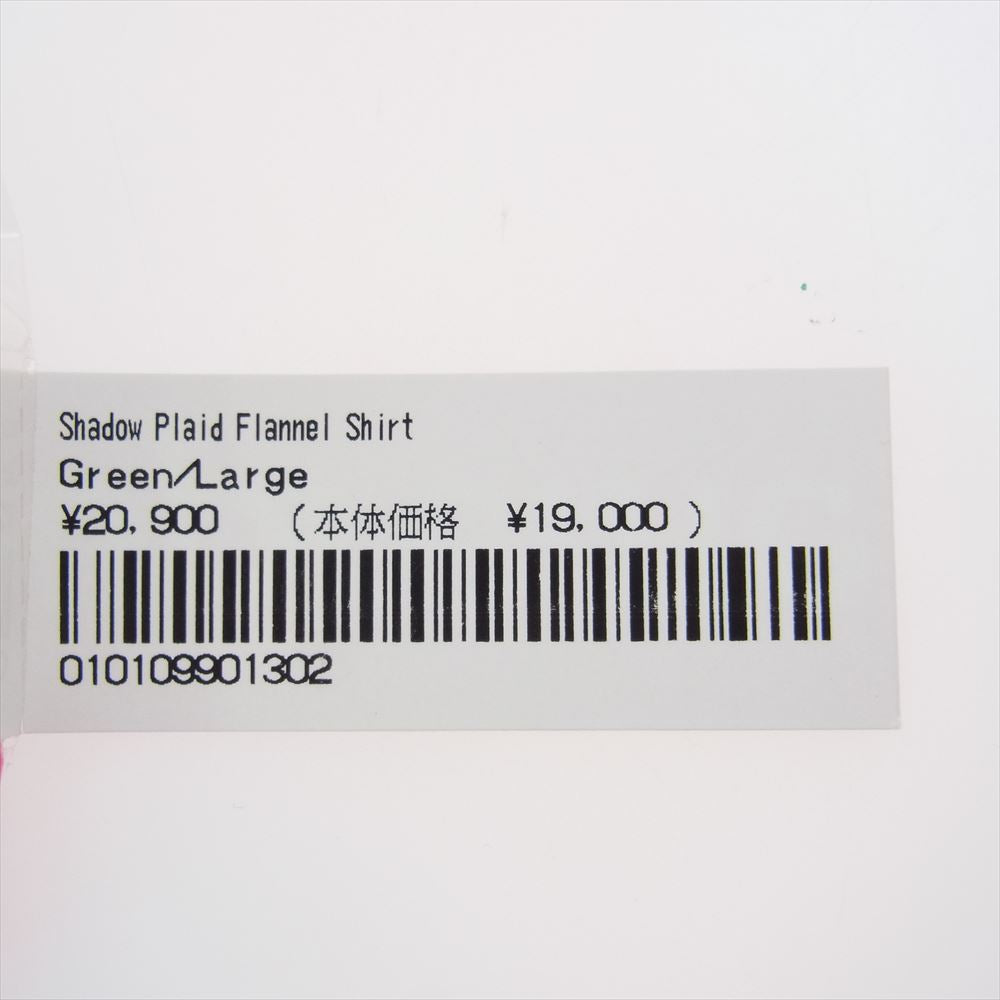 Shadow Plaid Flannel Shirt
Green/Large
¥20,900 (本体価格 ¥19,000 )
010109901302